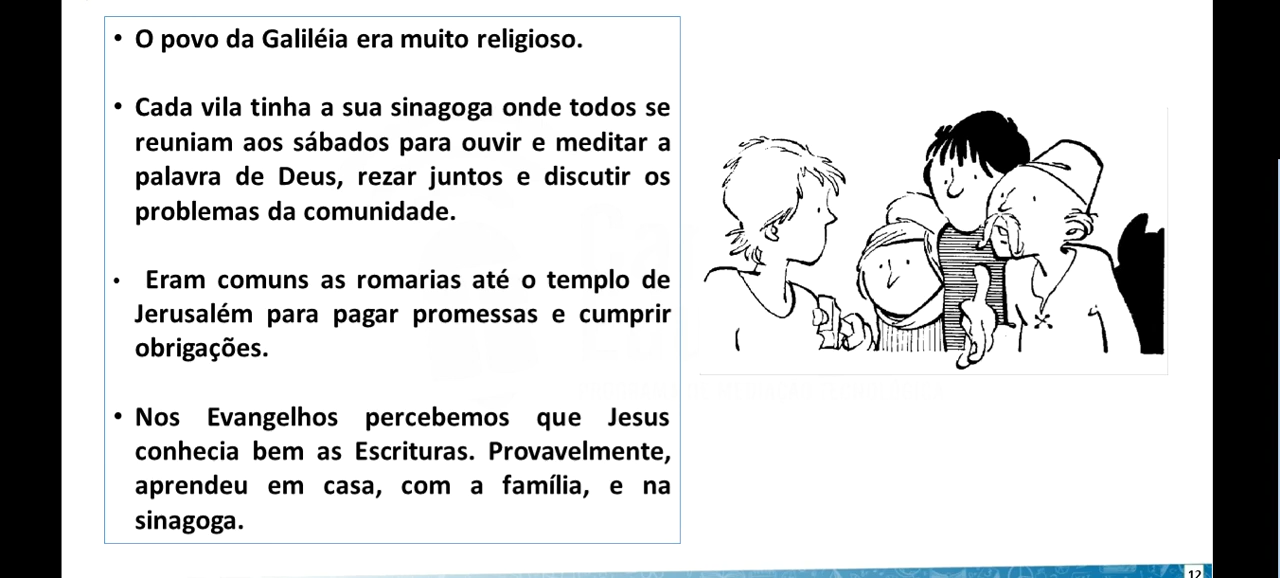 • O povo da Galiléia era muito religioso.
• Cada vila tinha a sua sinagoga onde todos se
reuniam aos sábados para ouvir e meditar a
palavra de Deus, rezar juntos e discutir os
problemas da comunidade.
• Eram comuns as romarias até o templo de
Jerusalém para pagar promessas e cumprir
obrigações.
• Nos Evangelhos percebemos que Jesus
conhecia bem as Escrituras. Provavelmente,
aprendeu em casa, com a família, e na
sinagoga.
12